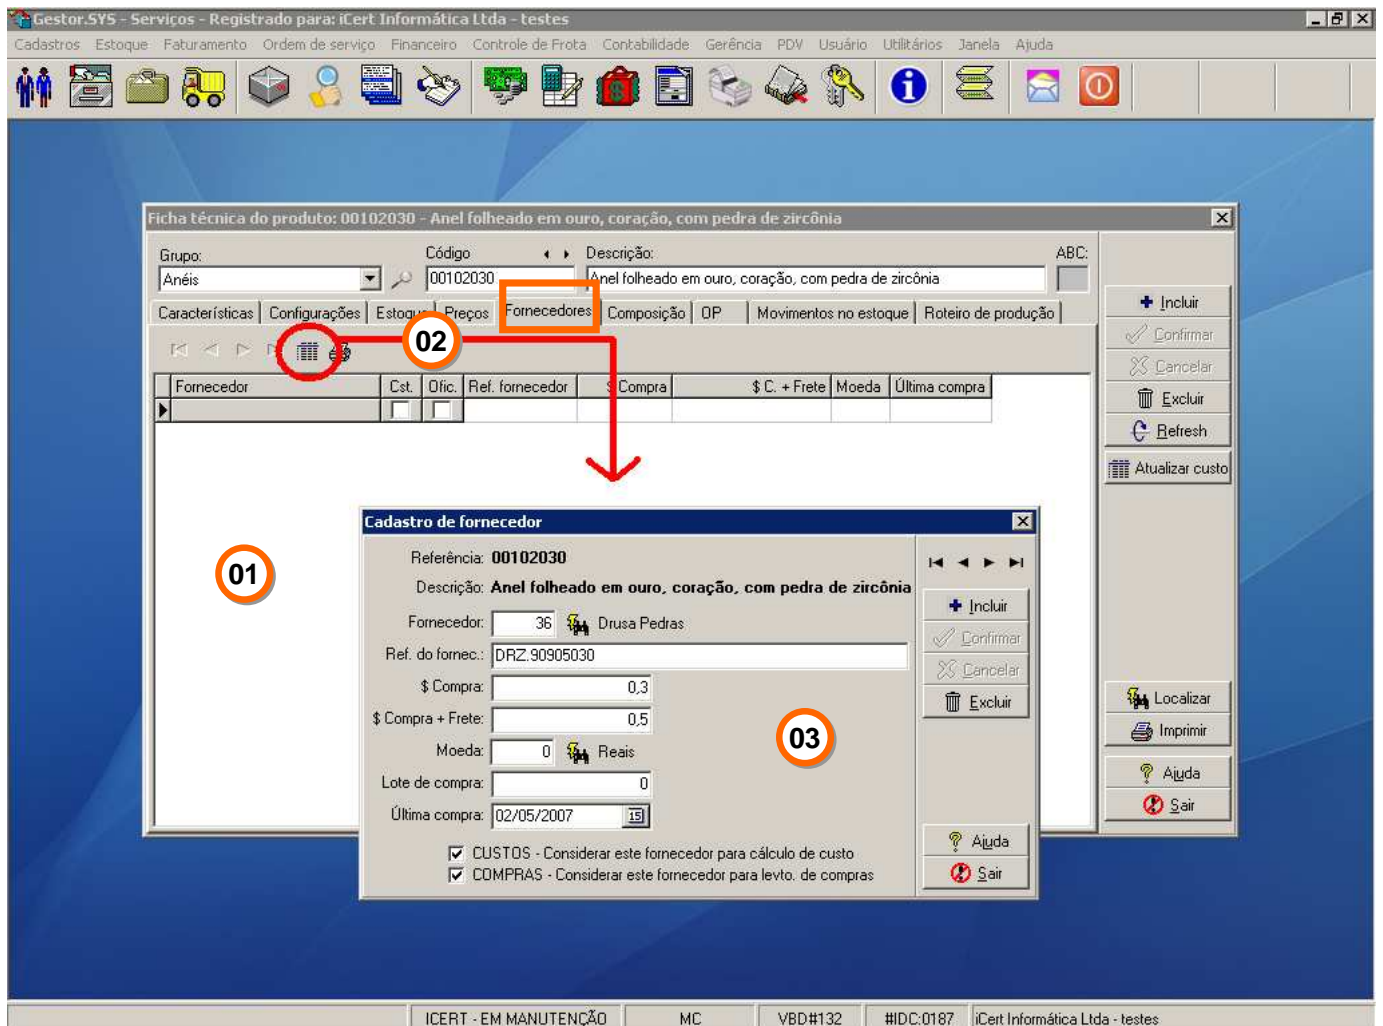 Gestor.SYS - Serviços - Registrado para: iCert Informática Ltda - testes
Cadastros Estoque Faturamento Ordem de serviço Financeiro Controle de Frota Contabilidade Gerência PDV Usuário Utilitários Janela Ajuda
Ficha técnica do produto: 00102030 - Anel folheado em ouro, coração, com pedra de zircônia
Grupo: Código Descrição: ABC:
Anéis 00102030 Anel folheado em ouro, coração, com pedra de zircônia
Características Configurações Estoque Preços Fornecedores Composição OP Movimentos no estoque Roteiro de produção
02
Fornecedor Cst. Ofic. Ref. fornecedor $ Compra $ C. + Frete Moeda Última compra
Incluir
Confirmar
Cancelar
Excluir
Refresh
Atualizar custo
01
Cadastro de fornecedor
Referência: 00102030
Descrição: Anel folheado em ouro, coração, com pedra de zircônia
Fornecedor: 36 Drusa Pedras
Ref. do fornec.: DRZ.90905030
$ Compra: 0,3
$ Compra + Frete: 0,5
Moeda: 0 Reais
Lote de compra: 0
Última compra: 02/05/2007 15
CUSTOS - Considerar este fornecedor para cálculo de custo
COMPRAS - Considerar este fornecedor para levto. de compras
03
Incluir
Confirmar
Cancelar
Excluir
Ajuda
Sair
Localizar
Imprimir
Ajuda
Sair
ICERT - EM MANUTENÇÃO MC VBD#132 #IDC:0187 iCert Informática Ltda - testes